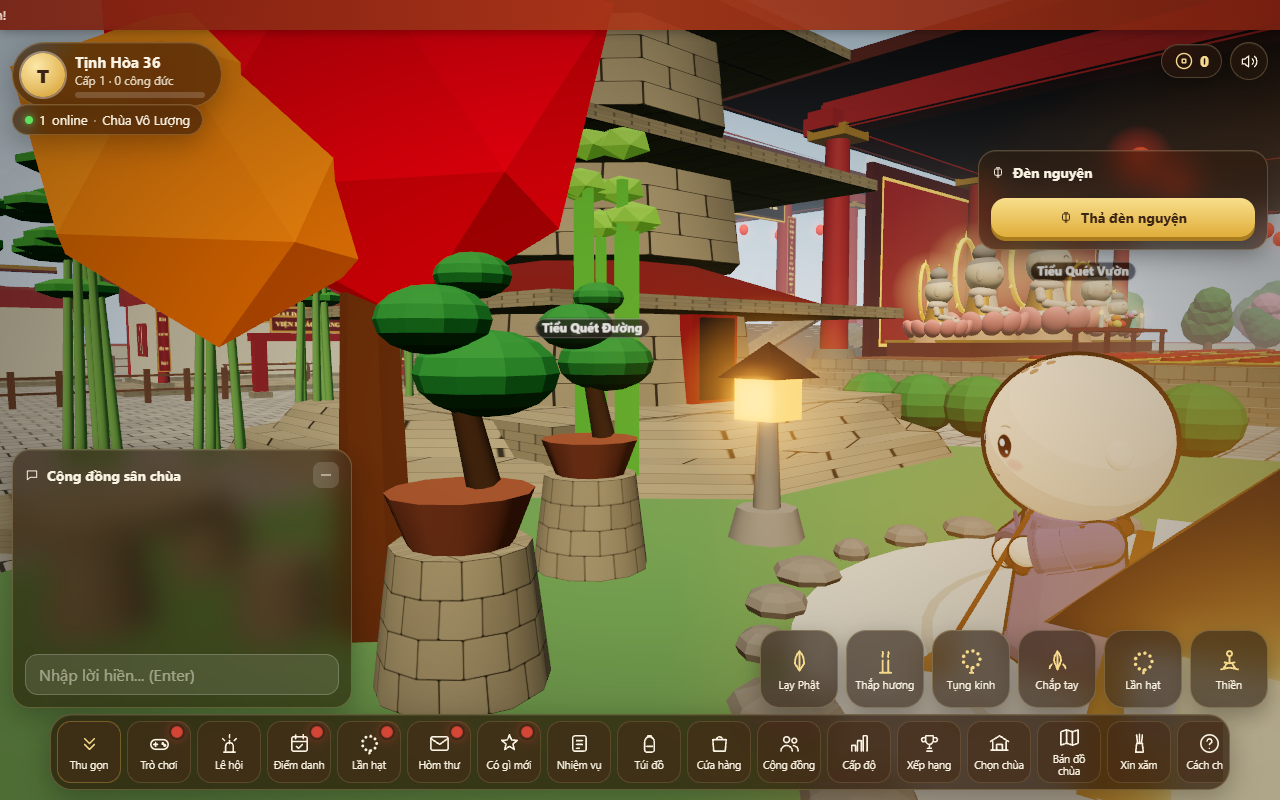 n!
T
Tịnh Hòa 36
Cấp 1 · 0 công đức
1 online · Chùa Vô Lượng
0
Đèn nguyện
Thả đèn nguyện
Tiểu Quét Vườn
Tiểu Quét Đường
Cộng đồng sân chùa
Nhập lời hiền... (Enter)
Lạy Phật
Thắp hương
Tụng kinh
Chắp tay
Lần hạt
Thiền
Thu gọn
Trò chơi
Lễ hội
Điểm danh
Lần hạt
Hòm thư
Có gì mới
Nhiệm vụ
Túi đồ
Cửa hàng
Cộng đồng
Cấp độ
Xếp hạng
Chọn chùa
Bản đồ
chùa
Xin xăm
Cách ch